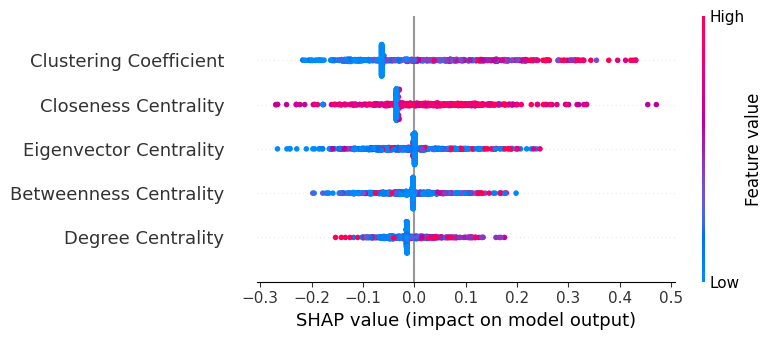 High
Clustering Coefficient
Closeness Centrality
Eigenvector Centrality
Betweenness Centrality
Degree Centrality
Feature value
Low
−0.3 −0.2 −0.1 0.0 0.1 0.2 0.3 0.4 0.5
SHAP value (impact on model output)